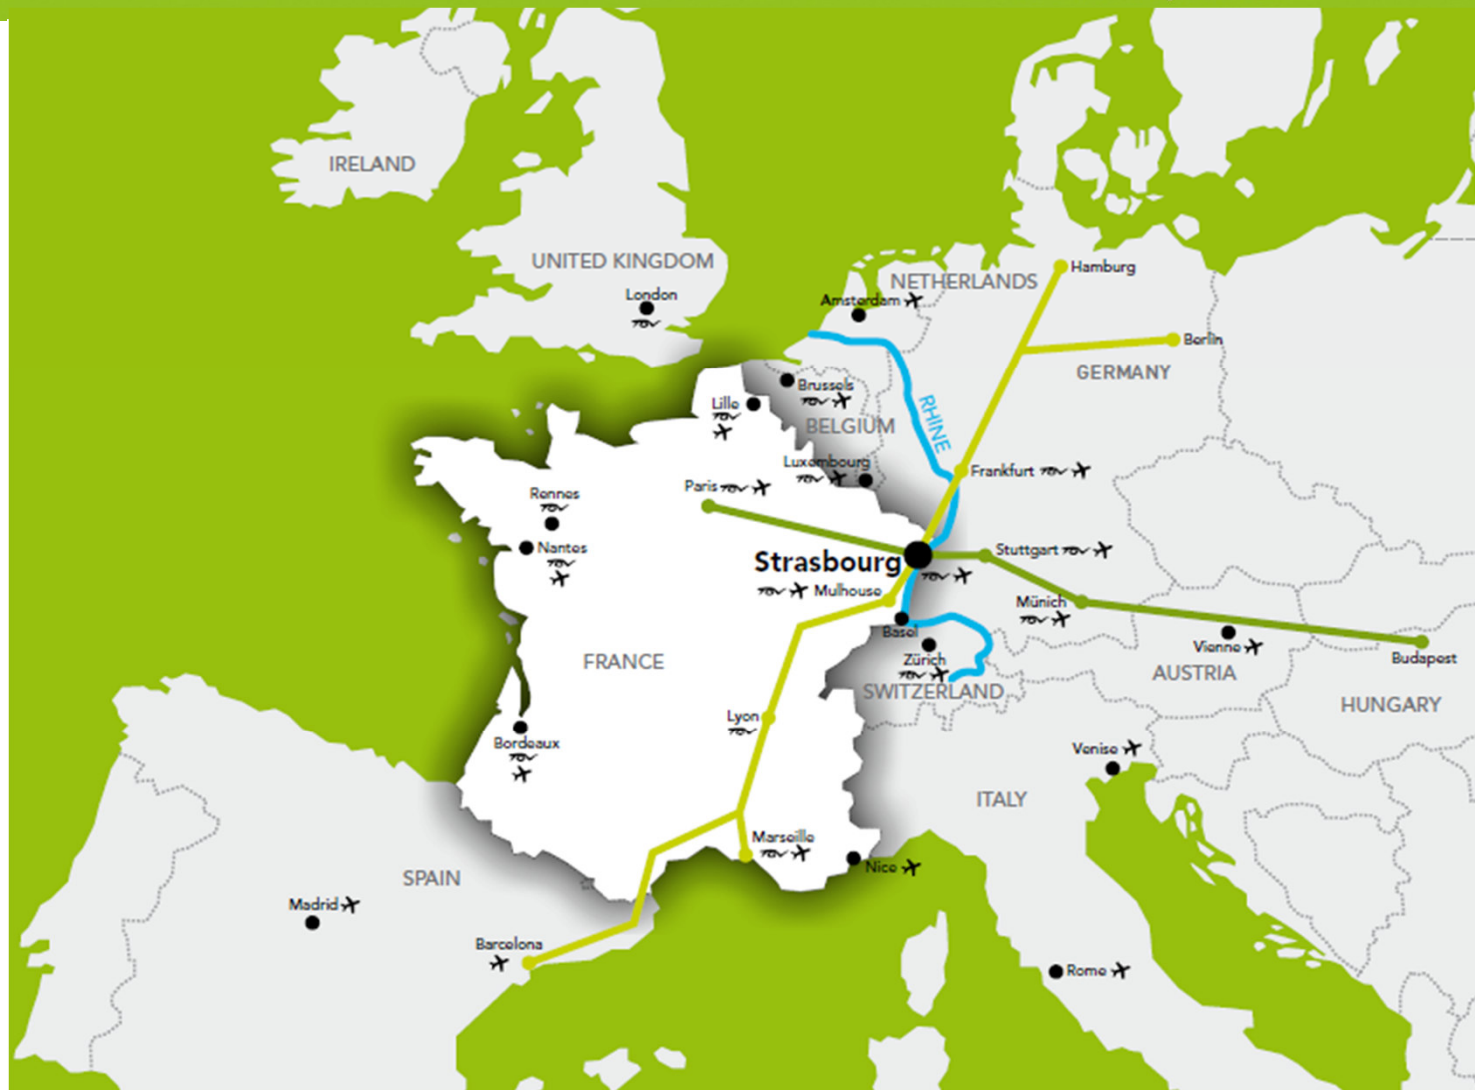 IRELAND
UNITED KINGDOM
London
NETHERLANDS
Hamburg
Amsterdam
Berlin
GERMANY
Brussels
Lille
BELGIUM
RHINE
Luxembourg
Frankfurt
Paris
Rennes
Nantes
Strasbourg
Stuttgart
Mulhouse
Münich
Basel
Vienne
Zürich
Budapest
FRANCE
AUSTRIA
SWITZERLAND
HUNGARY
Lyon
Bordeaux
Venise
ITALY
Marseille
Nice
SPAIN
Madrid
Barcelona
Rome